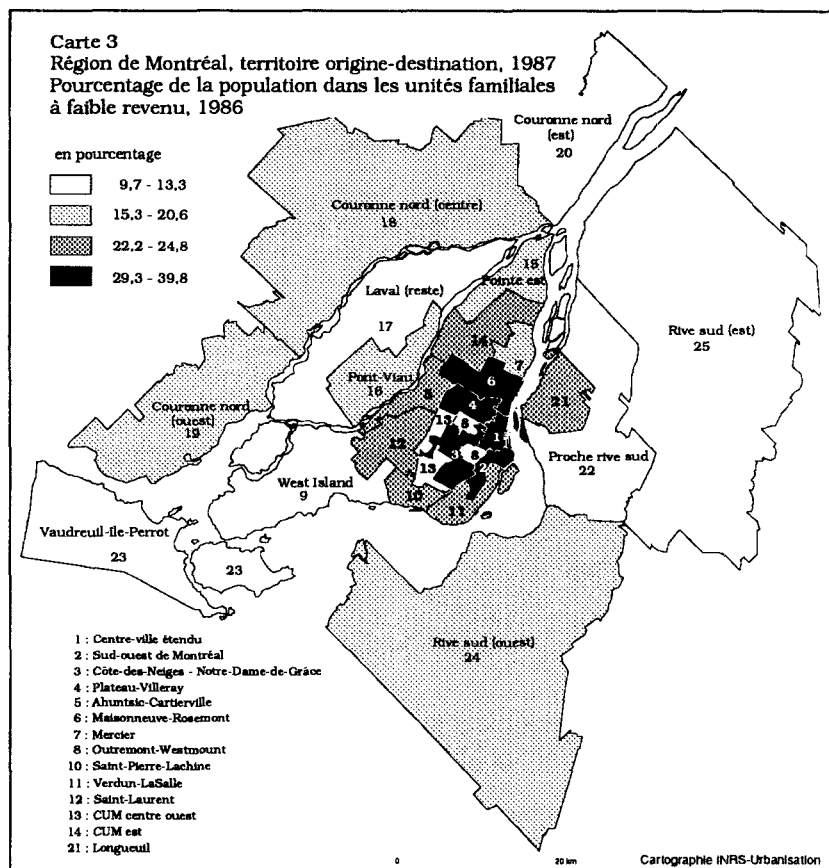 Carte 3
Région de Montréal, territoire origine-destination, 1987
Pourcentage de la population dans les unités familiales
à faible revenu, 1986
en pourcentage
9,7 - 13,3
15,3 - 20,6
22,2 - 24,8
29,3 - 39,8
Couronne nord
(est)
20
Couronne nord (centre)
18
15
Pointe est
Laval (reste)
17
Rive sud (est)
25
14
7
6
Pont-Viau
16
5
4
21
Couronne nord
(ouest)
19
13
8
12
1
3
8
13
2
Proche rive sud
22
West Island
9
10
11
Vaudreuil-Ile-Perrot
23
23
Rive sud (ouest)
24
1 : Centre-ville étendu
2 : Sud-ouest de Montréal
3 : Côte-des-Neiges - Notre-Dame-de-Grâce
4 : Plateau-Villeray
5 : Ahuntsic-Cartierville
6 : Maisonneuve-Rosemont
7 : Mercier
8 : Outremont-Westmount
10 : Saint-Pierre-Lachine
11 : Verdun-LaSalle
12 : Saint-Laurent
13 : CUM centre ouest
14 : CUM est
21 : Longueuil
0 20 km
Cartographie INRS-Urbanisation